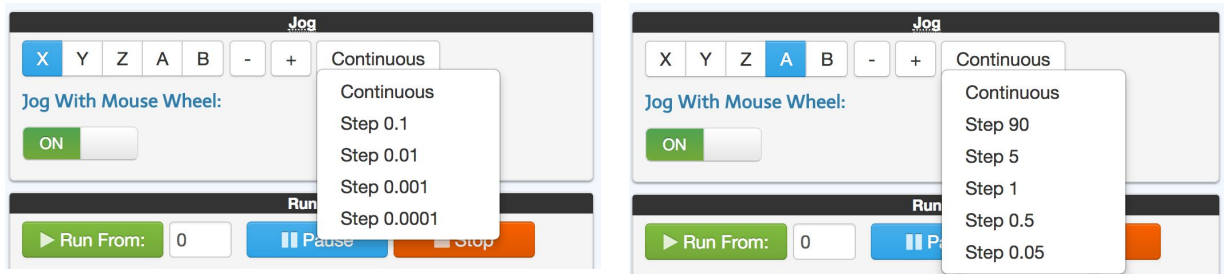 Jog
X Y Z A B - + Continuous
Continuous
Jog With Mouse Wheel:
Step 0.1
ON
Step 0.01
Step 0.001
Step 0.0001
Run
Run From: 0 Pause Stop
Jog
X Y Z A B - + Continuous
Continuous
Jog With Mouse Wheel:
Step 90
ON
Step 5
Step 1
Step 0.5
Step 0.05
Run
Run From: 0 P